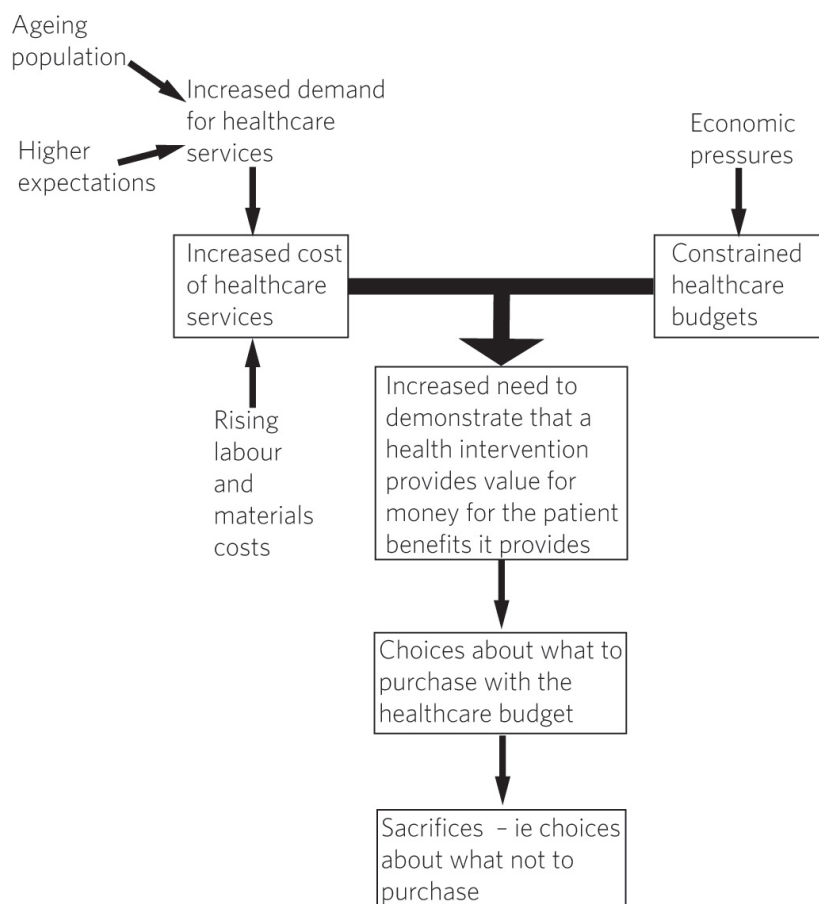 Ageing
population
Increased demand
for healthcare
services
Higher
expectations
Economic
pressures
Increased cost
of healthcare
services
Constrained
healthcare
budgets
Rising
labour
and
materials
costs
Increased need to
demonstrate that a
health intervention
provides value for
money for the patient
benefits it provides
Choices about what to
purchase with the
healthcare budget
Sacrifices – ie choices
about what not to
purchase